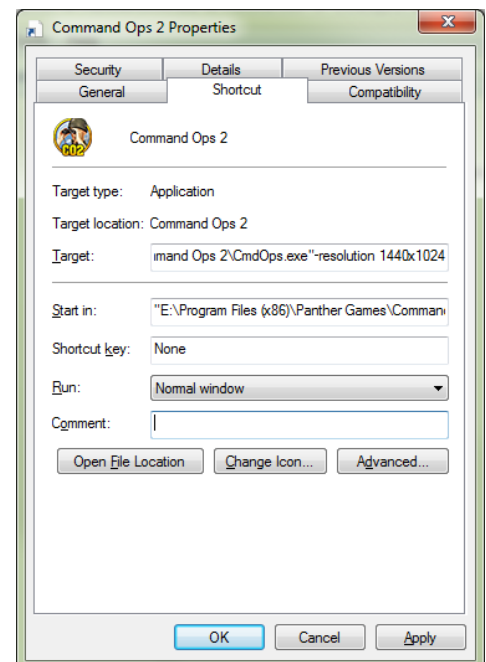 Command Ops 2 Properties
X
Security Details Previous Versions
General Shortcut Compatibility
CO2
Command Ops 2
Target type: Application
Target location: Command Ops 2
Target: mand Ops 2\CmdOps.exe"-resolution 1440x1024
Start in: "E:\Program Files (x86)\Panther Games\Comman
Shortcut key: None
Run: Normal window
Comment:
Open File Location Change Icon... Advanced...
OK Cancel Apply